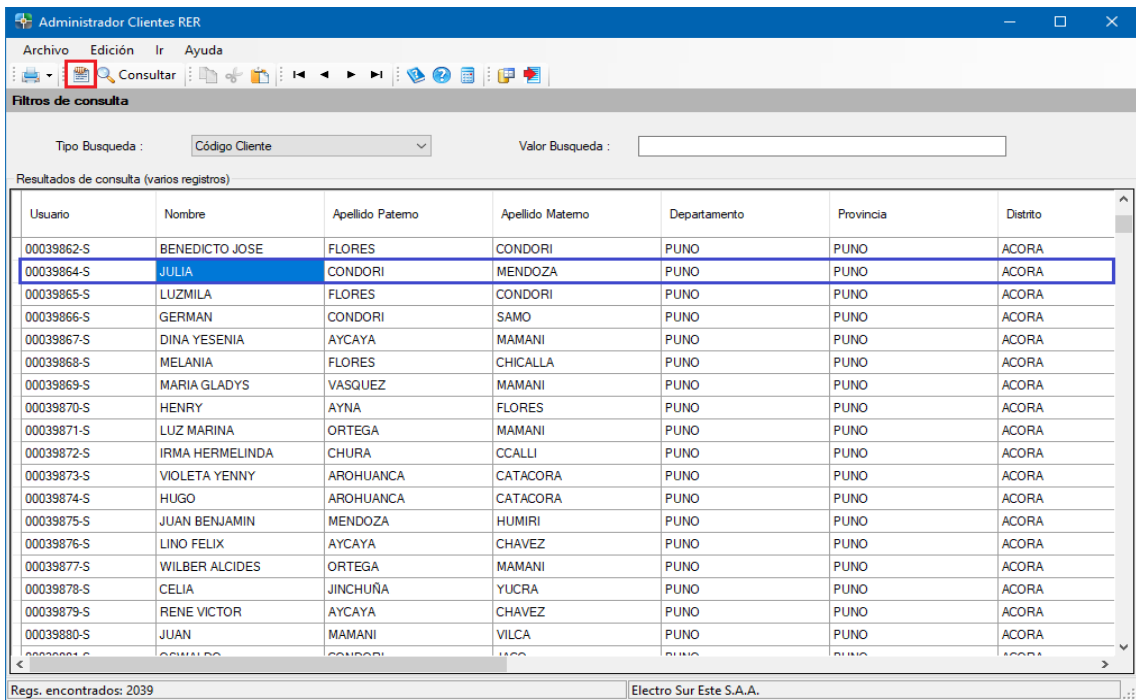 Administrador Clientes RER
Archivo Edición Ir Ayuda
Consultar
Filtros de consulta
Tipo Busqueda : Código Cliente Valor Busqueda :
Resultados de consulta (varios registros)
Usuario Nombre Apellido Paterno Apellido Materno Departamento Provincia Distrito
00039862-S BENEDICTO JOSE FLORES CONDORI PUNO PUNO ACORA
00039864-S JULIA CONDORI MENDOZA PUNO PUNO ACORA
00039865-S LUZMILA FLORES CONDORI PUNO PUNO ACORA
00039866-S GERMAN CONDORI SAMO PUNO PUNO ACORA
00039867-S DINA YESENIA AYCAYA MAMANI PUNO PUNO ACORA
00039868-S MELANIA FLORES CHICALLA PUNO PUNO ACORA
00039869-S MARIA GLADYS VASQUEZ MAMANI PUNO PUNO ACORA
00039870-S HENRY AYNA FLORES PUNO PUNO ACORA
00039871-S LUZ MARINA ORTEGA MAMANI PUNO PUNO ACORA
00039872-S IRMA HERMELINDA CHURA CCALLI PUNO PUNO ACORA
00039873-S VIOLETA YENNY AROHUANCA CATACORA PUNO PUNO ACORA
00039874-S HUGO AROHUANCA CATACORA PUNO PUNO ACORA
00039875-S JUAN BENJAMIN MENDOZA HUMIRI PUNO PUNO ACORA
00039876-S LINO FELIX AYCAYA CHAVEZ PUNO PUNO ACORA
00039877-S WILBER ALCIDES ORTEGA MAMANI PUNO PUNO ACORA
00039878-S CELIA JINCHUÑA YUCRA PUNO PUNO ACORA
00039879-S RENE VICTOR AYCAYA CHAVEZ PUNO PUNO ACORA
00039880-S JUAN MAMANI VILCA PUNO PUNO ACORA
Regs. encontrados: 2039 Electro Sur Este S.A.A.